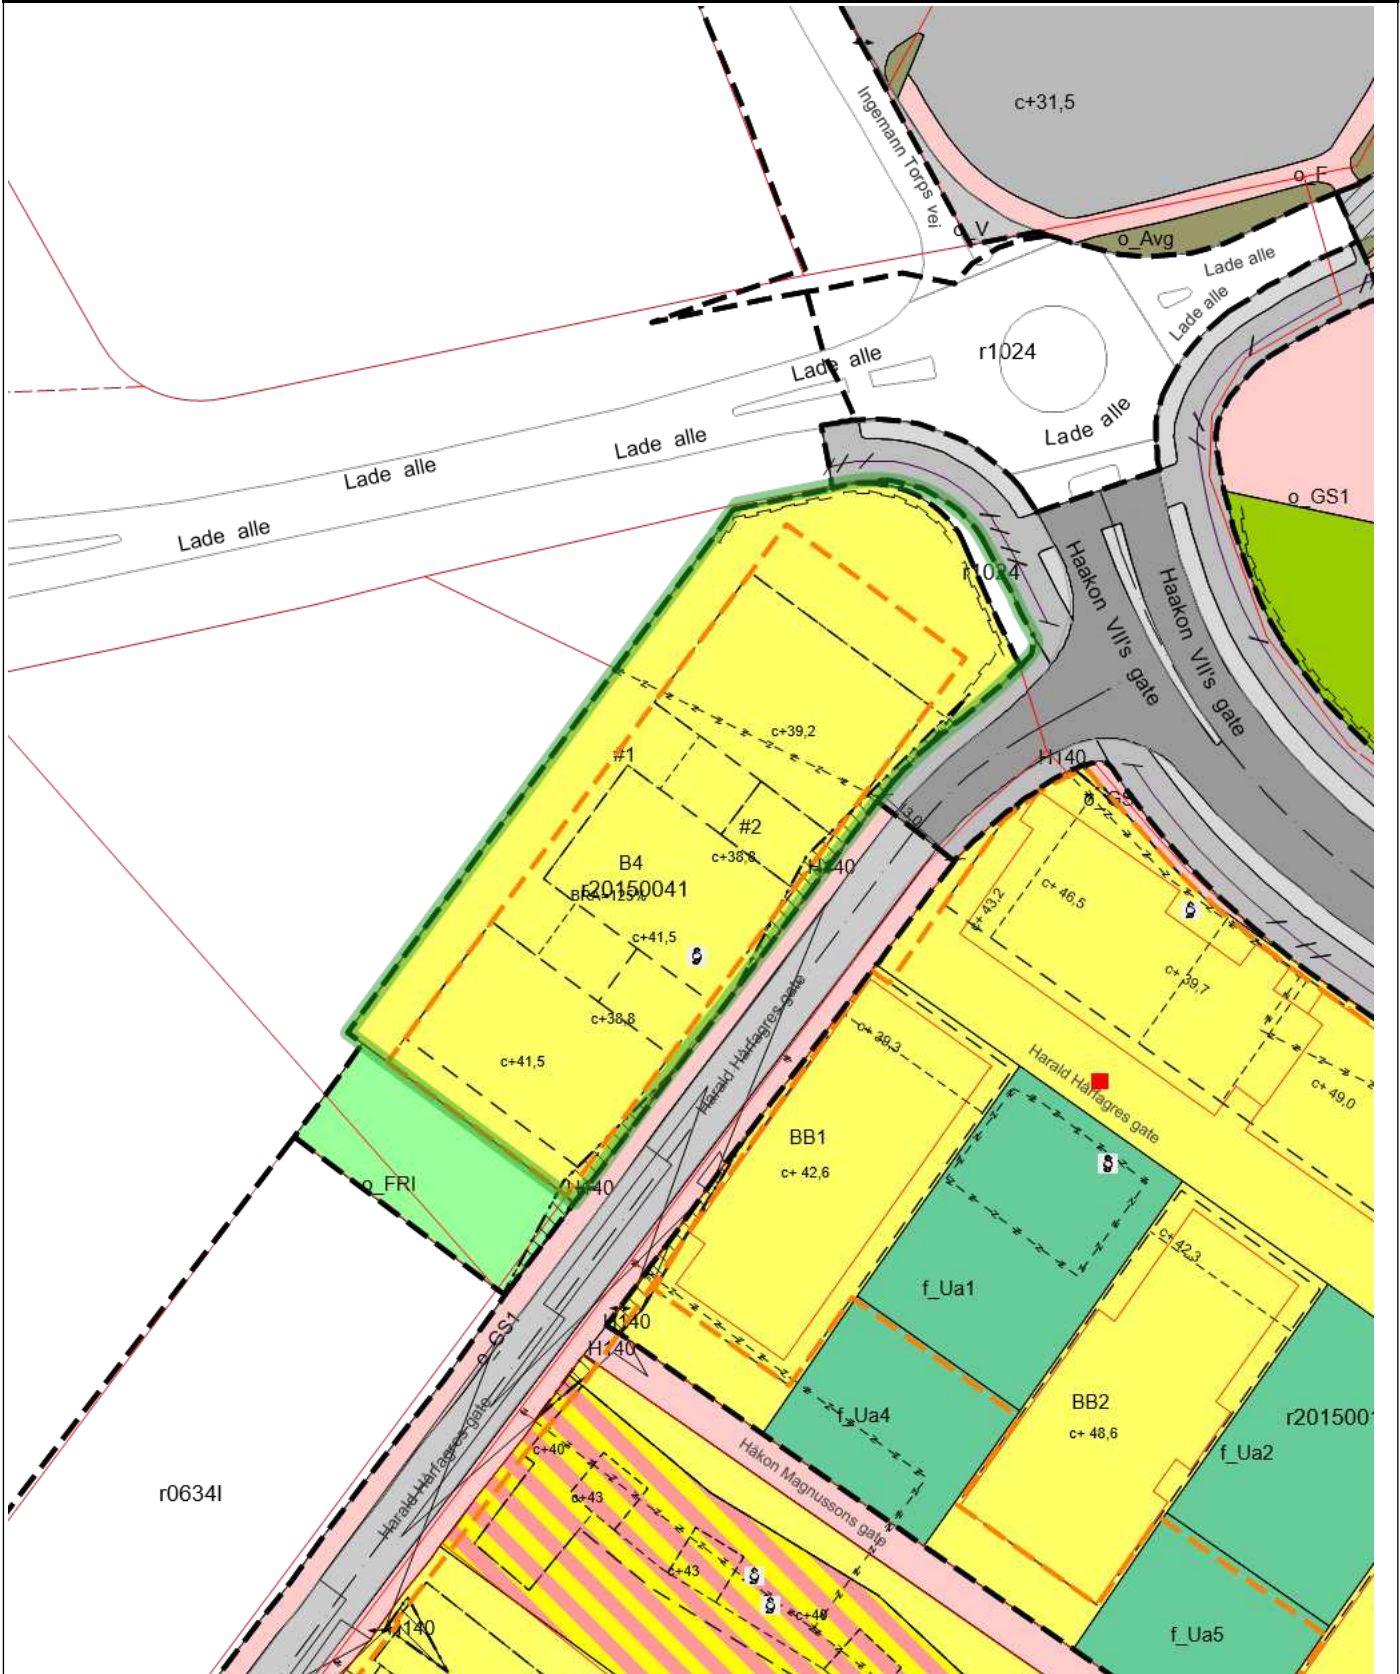 c+31,5
Ingemann Torps vei
o_F
o_V
o_Avg
Lade alle
Lade alle
r1024
Lade alle
Lade alle
Lade alle
Lade alle
Lade alle
o_GS1
r1024
Haakon VII's gate
Haakon VII's gate
c+39,2
#1
H140
13,0
#2
c+38,8
H140
B4
r20150041
BRA=125%
c+41,5
c+ 46,5
c+ 43,2
c+ 39,7
c+38,8
c+ 39,3
c+41,5
Harald Hårfagres gate
Harald Hårfagres gate
c+ 49,0
BB1
c+ 42,6
o_FRI
H140
c+ 42,3
f_Ua1
o_GS1
H140
H140
BB2
c+ 48,6
f_Ua4
r2015001
f_Ua2
Harald Hårfagres gate
c+40
c+43
Håkon Magnussons gate
r0634I
c+43
c+40
H140
f_Ua5